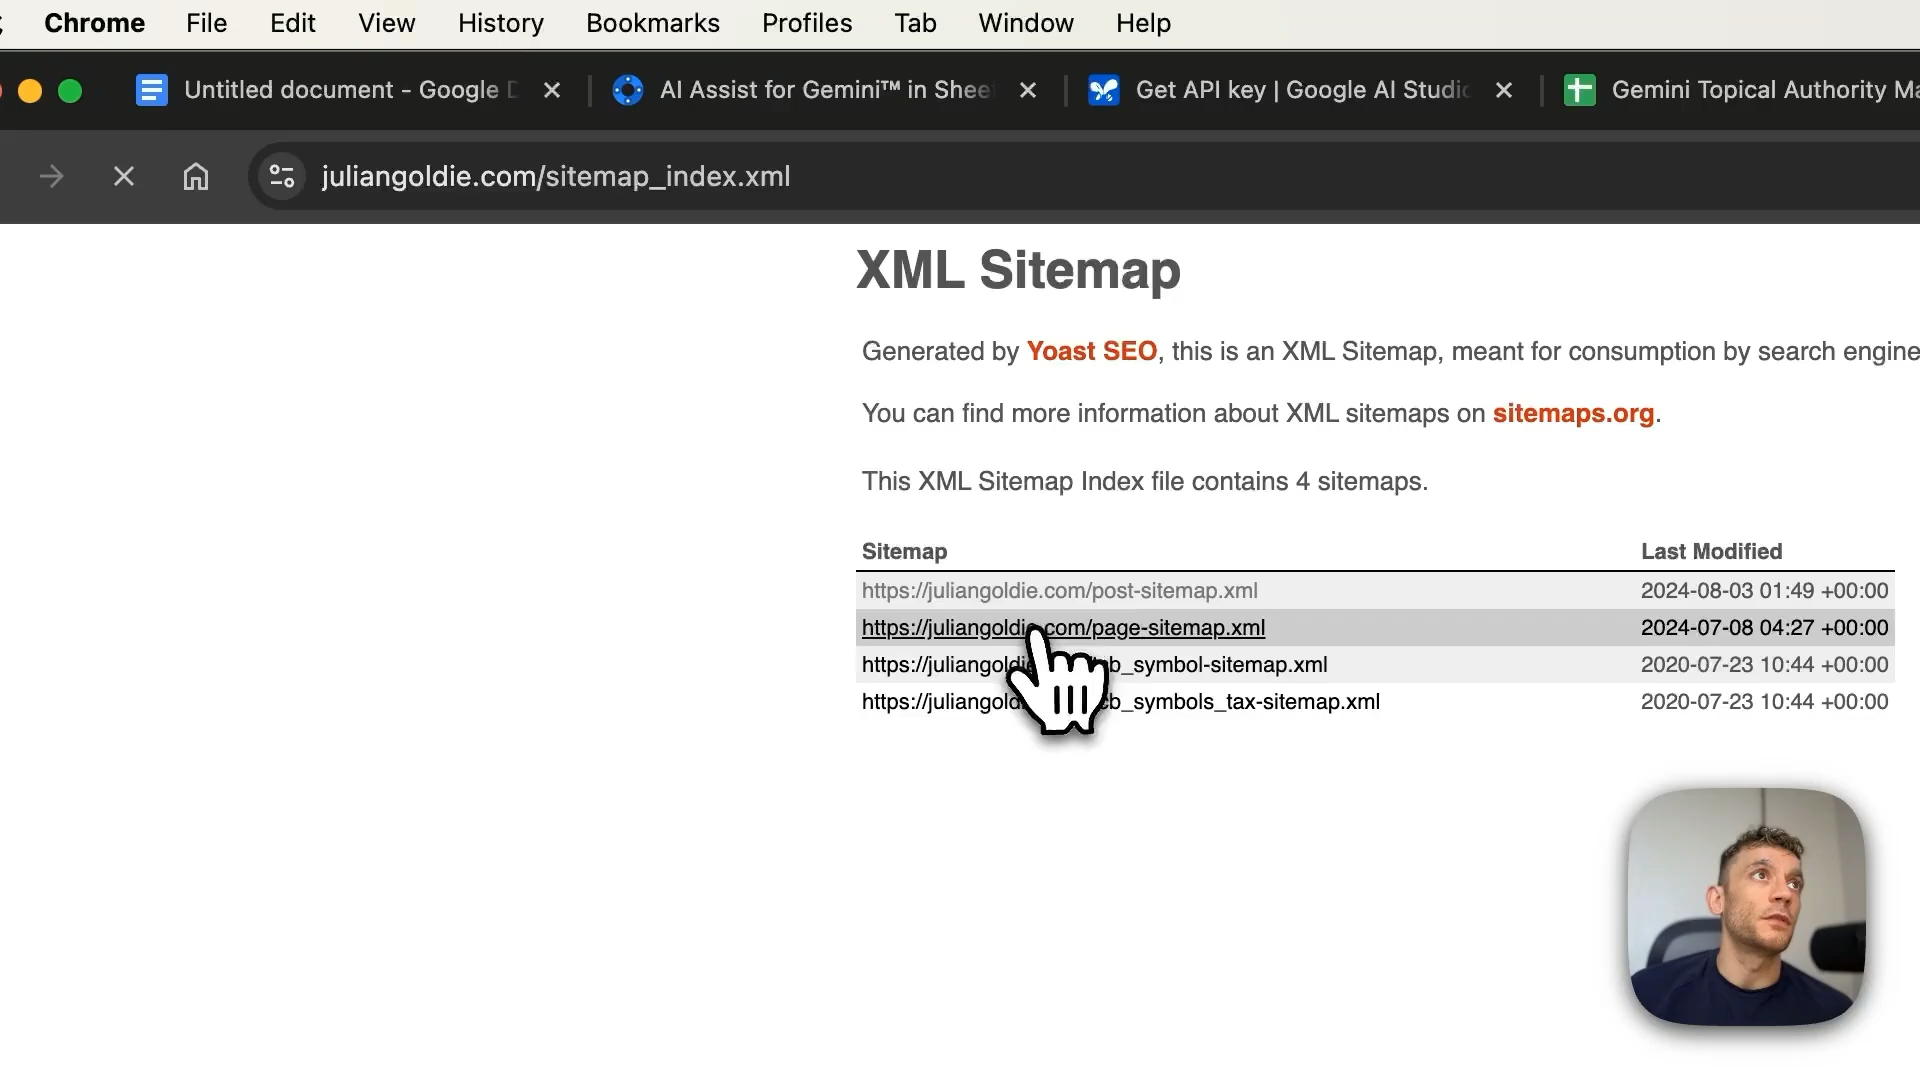 Chrome File Edit View History Bookmarks Profiles Tab Window Help
Untitled document - Google AI Assist for Gemini™ in Shee Get API key | Google AI Studio Gemini Topical Authority Ma
juliangoldie.com/sitemap_index.xml
XML Sitemap
Generated by Yoast SEO, this is an XML Sitemap, meant for consumption by search engine
You can find more information about XML sitemaps on sitemaps.org.
This XML Sitemap Index file contains 4 sitemaps.
Sitemap Last Modified
https://juliangoldie.com/post-sitemap.xml 2024-08-03 01:49 +00:00
https://juliangoldie.com/page-sitemap.xml 2024-07-08 04:27 +00:00
https://juliangoldie b_symbol-sitemap.xml 2020-07-23 10:44 +00:00
https://juliangold b_symbols_tax-sitemap.xml 2020-07-23 10:44 +00:00